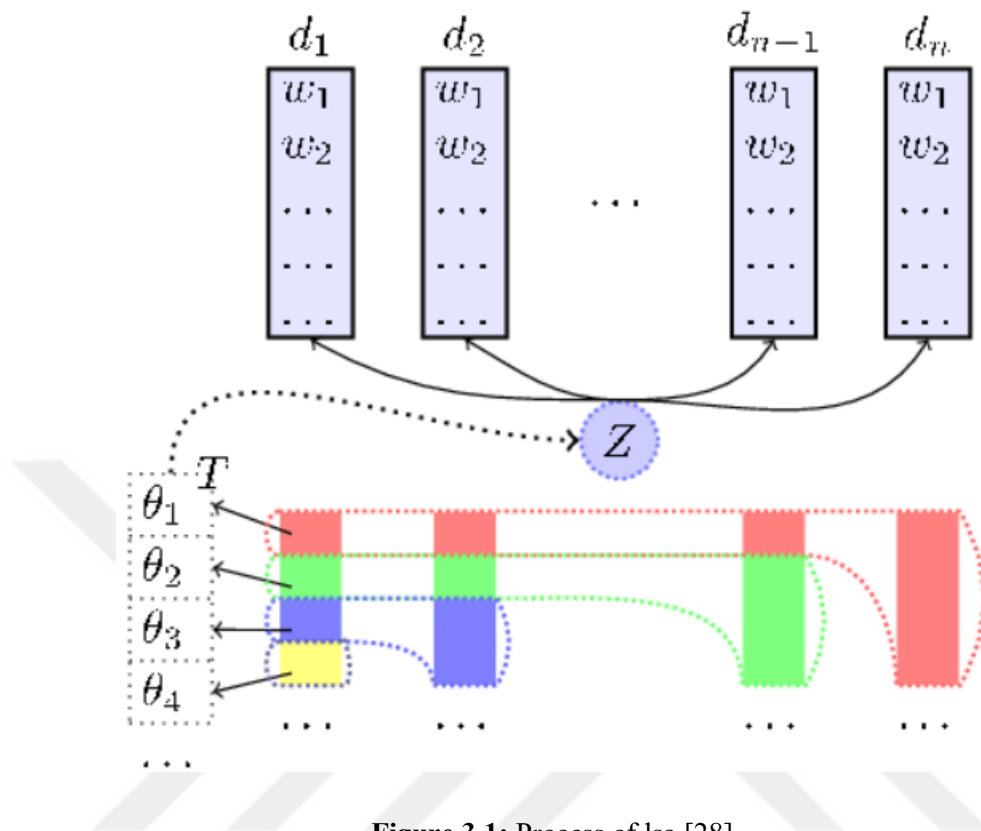 d₁ d₂ dₙ₋₁ dₙ
w₁ w₁ w₁ w₁
w₂ w₂ w₂ w₂
... ... ... ... ...
... ... ... ...
... ... ... ...
Z
T
θ₁
θ₂
θ₃
θ₄
... ... ... ...
...
Figure 3.1: Process of lsa [28]